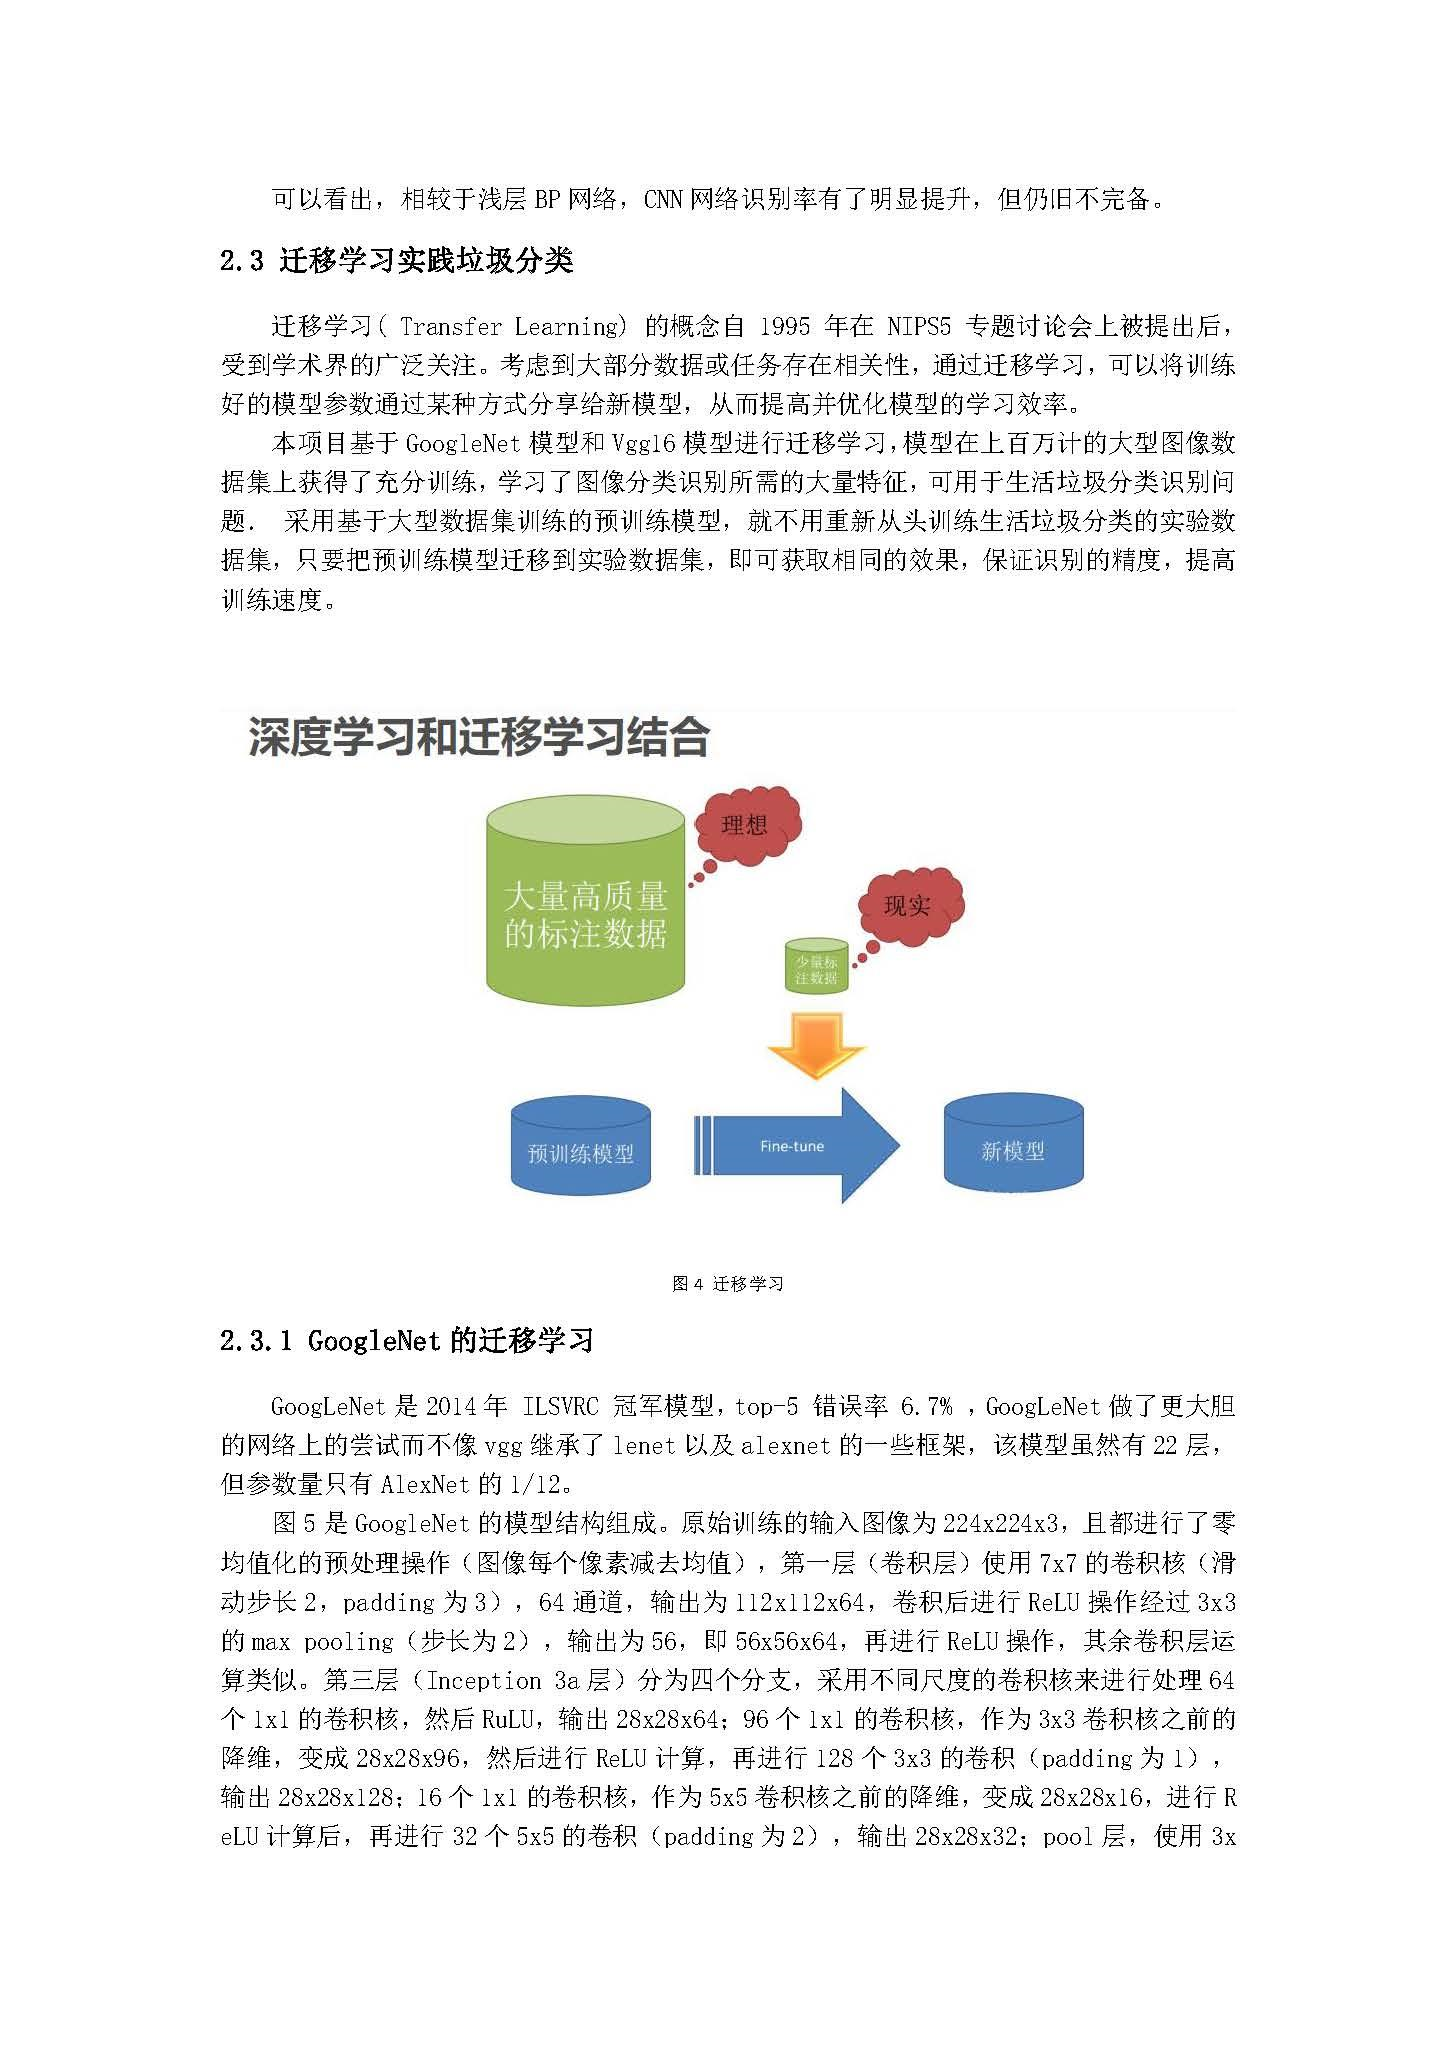 可以看出，相较于浅层 BP 网络，CNN 网络识别率有了明显提升，但仍旧不完备。
2.3 迁移学习实践垃圾分类
迁移学习( Transfer Learning) 的概念自 1995 年在 NIPS5 专题讨论会上被提出后，
受到学术界的广泛关注。考虑到大部分数据或任务存在相关性，通过迁移学习，可以将训练
好的模型参数通过某种方式分享给新模型，从而提高并优化模型的学习效率。
本项目基于 GoogleNet 模型和 Vgg16 模型进行迁移学习，模型在上百万计的大型图像数
据集上获得了充分训练，学习了图像分类识别所需的大量特征，可用于生活垃圾分类识别问
题． 采用基于大型数据集训练的预训练模型，就不用重新从头训练生活垃圾分类的实验数
据集，只要把预训练模型迁移到实验数据集，即可获取相同的效果，保证识别的精度，提高
训练速度。
深度学习和迁移学习结合
理想
大量高质量
的标注数据
现实
少量标
注数据
预训练模型
Fine-tune
新模型
图 4 迁移学习
2.3.1 GoogleNet 的迁移学习
GoogLeNet 是 2014 年 ILSVRC 冠军模型，top-5 错误率 6.7% ，GoogLeNet 做了更大胆
的网络上的尝试而不像 vgg 继承了 lenet 以及 alexnet 的一些框架，该模型虽然有 22 层，
但参数量只有 AlexNet 的 1/12。
图 5 是 GoogleNet 的模型结构组成。原始训练的输入图像为 224x224x3，且都进行了零
均值化的预处理操作（图像每个像素减去均值），第一层（卷积层）使用 7x7 的卷积核（滑
动步长 2，padding 为 3），64 通道，输出为 112x112x64，卷积后进行 ReLU 操作经过 3x3
的 max pooling（步长为 2），输出为 56，即 56x56x64，再进行 ReLU 操作，其余卷积层运
算类似。第三层（Inception 3a 层）分为四个分支，采用不同尺度的卷积核来进行处理 64
个 1x1 的卷积核，然后 RuLU，输出 28x28x64；96 个 1x1 的卷积核，作为 3x3 卷积核之前的
降维，变成 28x28x96，然后进行 ReLU 计算，再进行 128 个 3x3 的卷积（padding 为 1），
输出 28x28x128；16 个 1x1 的卷积核，作为 5x5 卷积核之前的降维，变成 28x28x16，进行 R
eLU 计算后，再进行 32 个 5x5 的卷积（padding 为 2），输出 28x28x32；pool 层，使用 3x